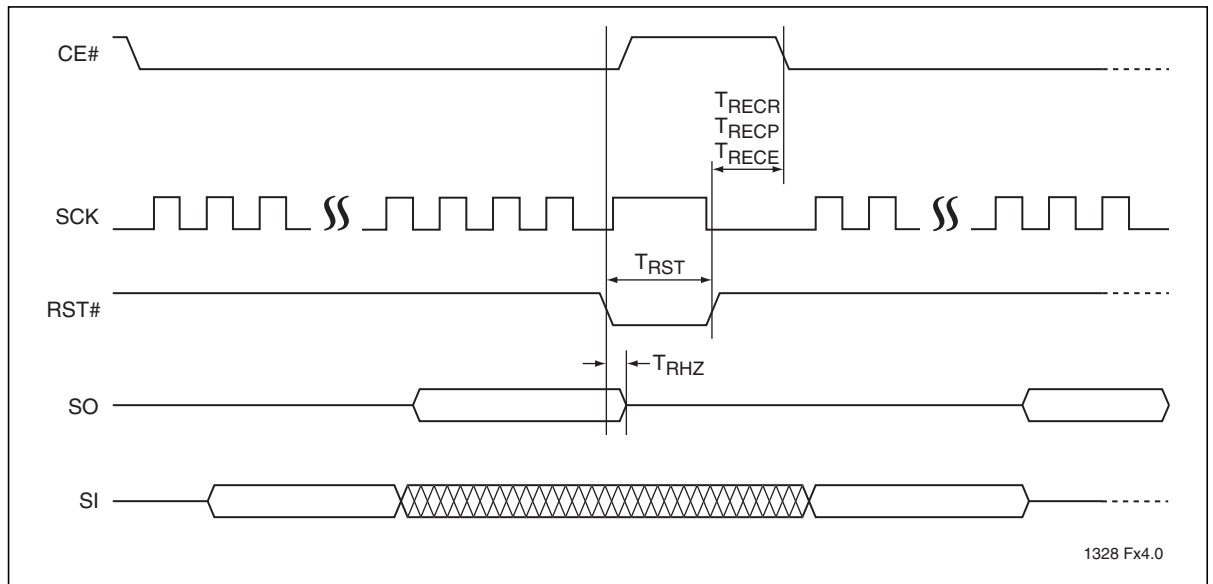 CE#
TRECR
TRECP
TRECE
SCK
TRST
RST#
TRHZ
SO
SI
1328 Fx4.0